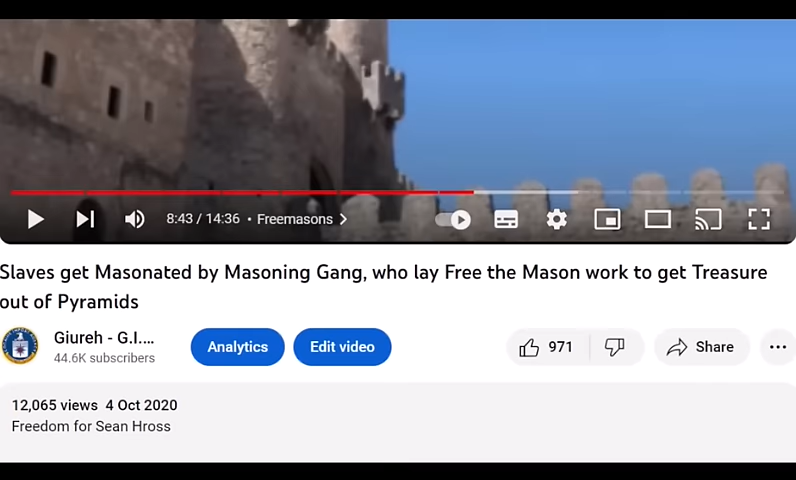 8:43 / 14:36 • Freemasons >
Slaves get Masonated by Masoning Gang, who lay Free the Mason work to get Treasure
out of Pyramids
Giureh - G.I....
44.6K subscribers
Analytics
Edit video
971
Share
12,065 views 4 Oct 2020
Freedom for Sean Hross